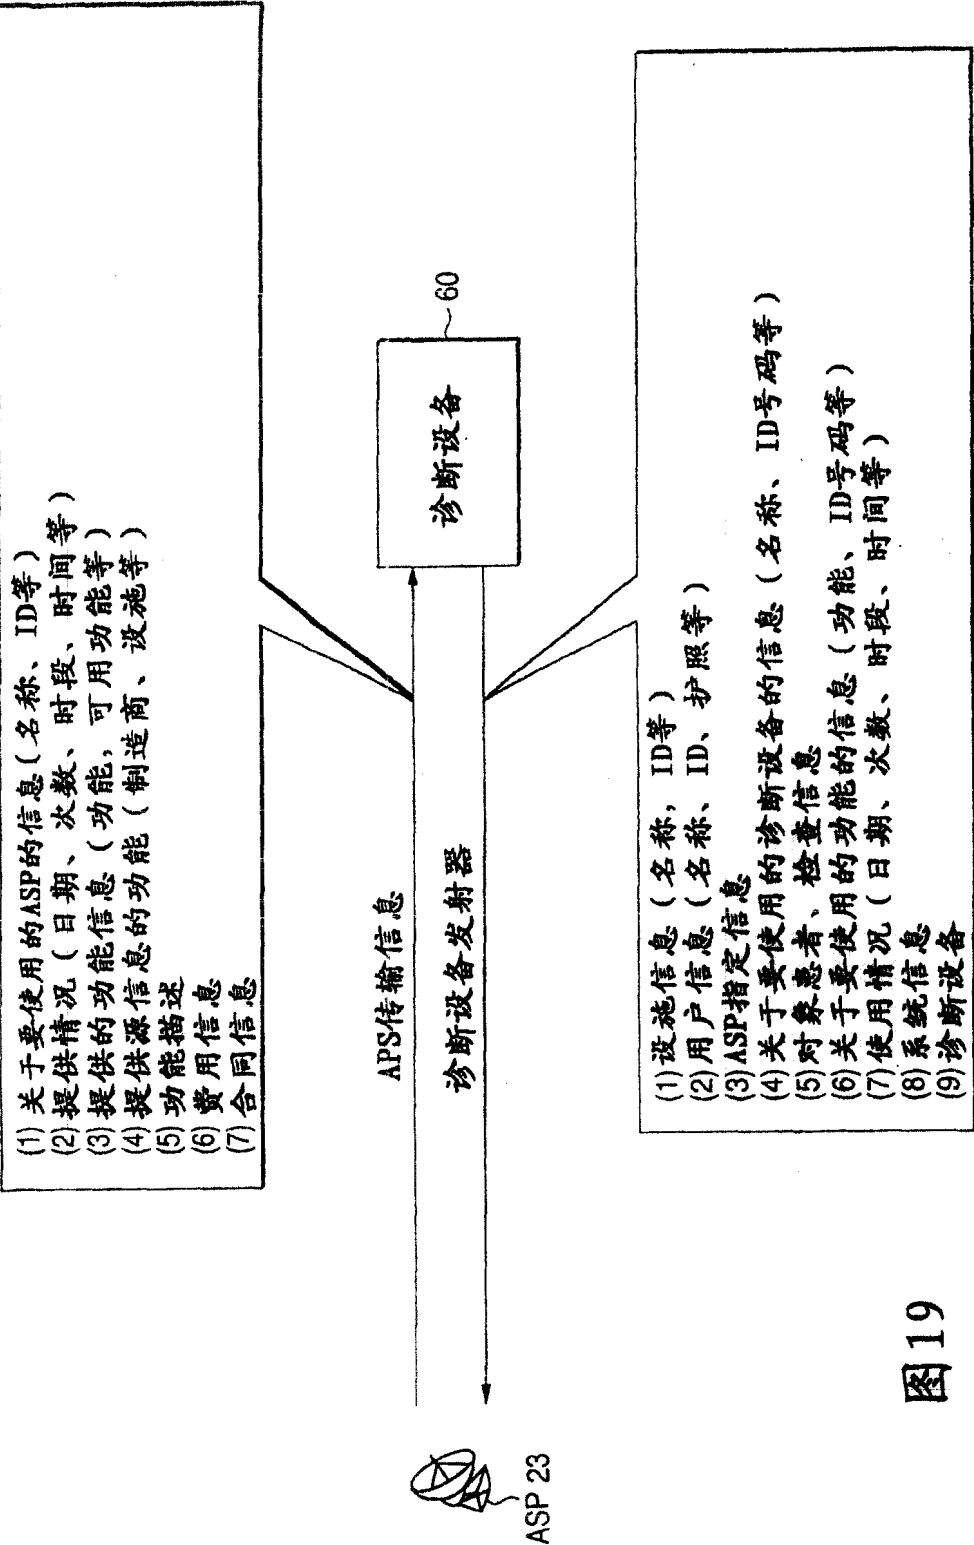 (1) 关于要使用的ASP的信息(名称、ID等)
(2) 提供情况(日期、次数、时段、时间等)
(3) 提供的功能信息(功能,可用功能等)
(4) 提供源信息的功能(制造商、设施等)
(5) 功能描述
(6) 费用信息
(7) 合同信息
APS传输信息
诊断设备发射器
诊断设备
60
ASP 23
(1) 设施信息(名称,ID等)
(2) 用户信息(名称、ID、护照等)
(3) ASP指定信息
(4) 关于要使用的诊断设备的信息(名称、ID号码等)
(5) 对象患者、检查信息
(6) 关于要使用的功能的信息(功能、ID号码等)
(7) 使用情况(日期、次数、时段、时间等)
(8) 系统信息
(9) 诊断设备
图19